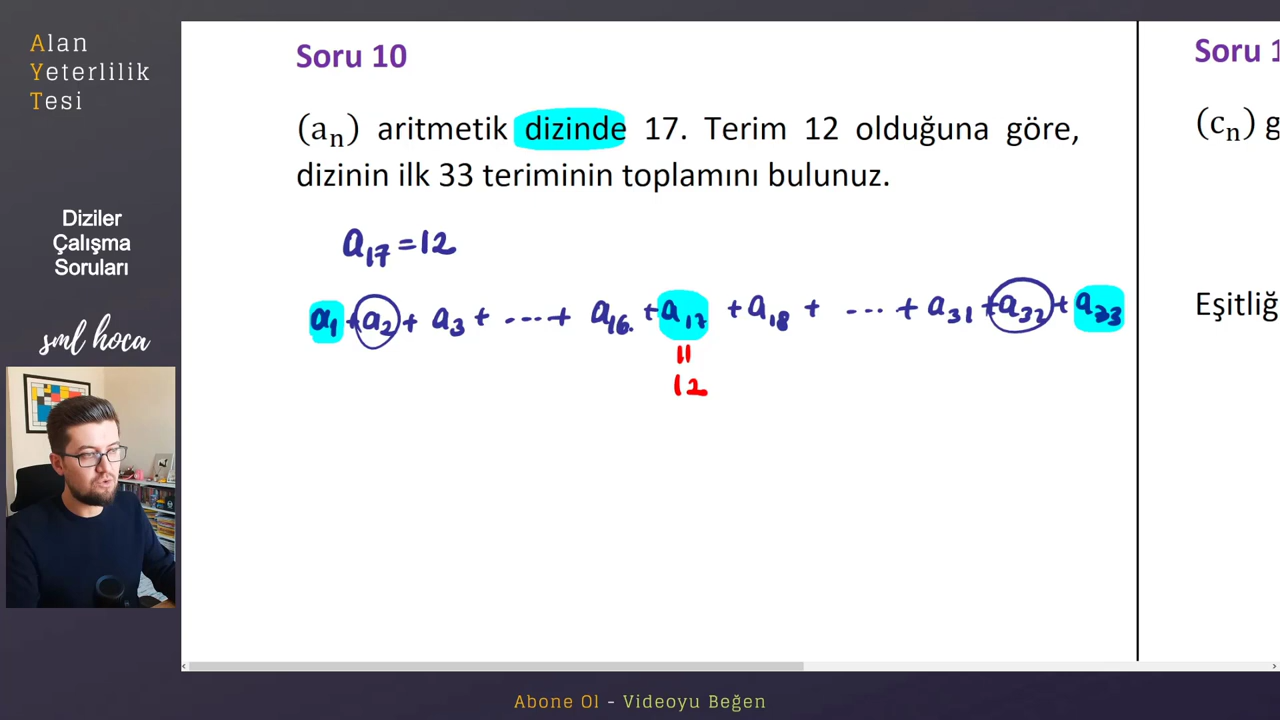 Alan
Yeterlilik
Tesi
Diziler
Çalışma
Soruları
sml hoca
Soru 10
(aₙ) aritmetik dizinde 17. Terim 12 olduğuna göre,
dizinin ilk 33 teriminin toplamını bulunuz.
a₁₇ = 12
a₁ + a₂ + a₃ + ... + a₁₆ + a₁₇ + a₁₈ + ... + a₃₁ + a₃₂ + a₃₃
=
12
Soru 1
(cₙ) g
Eşitliğ
Abone Ol - Videoyu Beğen